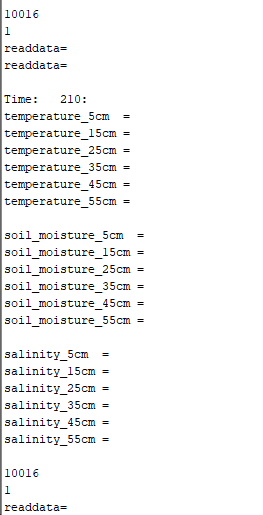 10016
1
readdata=
readdata=
Time:   210:
temperature_5cm  =
temperature_15cm =
temperature_25cm =
temperature_35cm =
temperature_45cm =
temperature_55cm =
soil_moisture_5cm  =
soil_moisture_15cm =
soil_moisture_25cm =
soil_moisture_35cm =
soil_moisture_45cm =
soil_moisture_55cm =
salinity_5cm  =
salinity_15cm =
salinity_25cm =
salinity_35cm =
salinity_45cm =
salinity_55cm =
10016
1
readdata=